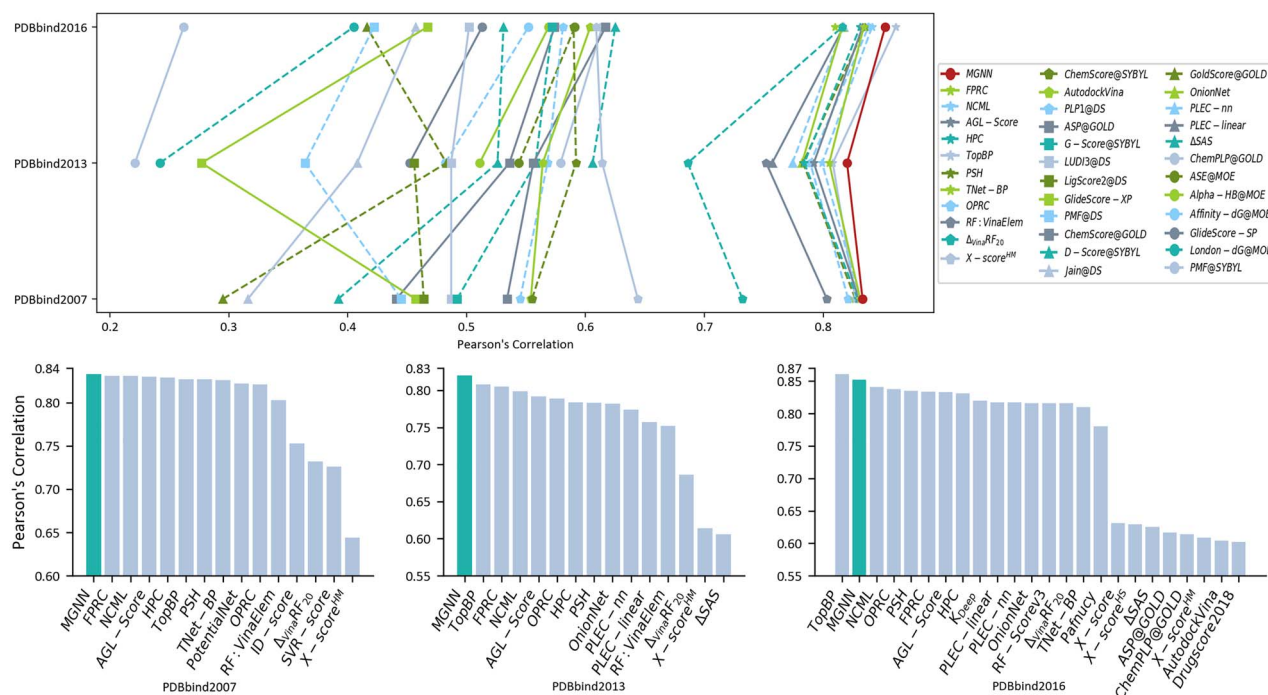 PDBbind2016
PDBbind2013
PDBbind2007
0.2 0.3 0.4 0.5 0.6 0.7 0.8
Pearson's Correlation
MGNN
FPRC
NCML
AGL – Score
HPC
TopBP
PSH
TNet – BP
OPRC
RF : VinaElem
ΔVinaRF20
X – scoreHM
ChemScore@SYBYL
AutodockVina
PLP1@DS
ASP@GOLD
G – Score@SYBYL
LUDI3@DS
LigScore2@DS
GlideScore – XP
PMF@DS
ChemScore@GOLD
D – Score@SYBYL
Jain@DS
GoldScore@GOLD
OnionNet
PLEC – nn
PLEC – linear
ΔSAS
ChemPLP@GOLD
ASE@MOE
Alpha – HB@MOE
Affinity – dG@MOE
GlideScore – SP
London – dG@MOE
PMF@SYBYL
Pearson's Correlation
0.84
0.80
0.75
0.70
0.65
0.60
MGNN
FPRC
NCML
AGL – Score
HPC
TopBP
PSH
TNet – BP
PotentialNet
OPRC
RF : VinaElem
ID – score
ΔVinaRF20
SVR – score
X – scoreHM
PDBbind2007
0.83
0.80
0.75
0.70
0.65
0.60
0.55
MGNN
TopBP
FPRC
NCML
AGL – Score
OPRC
HPC
PSH
OnionNet
PLEC – nn
PLEC – linear
RF : VinaElem
ΔVinaRF20
X – scoreHM
ΔSAS
PDBbind2013
0.87
0.85
0.80
0.75
0.70
0.65
0.60
0.55
TopBP
MGNN
NCML
OPRC
PSH
FPRC
AGL – Score
HPC
KDeep
PLEC – linear
PLEC – nn
OnionNet
RF – Scorev3
ΔVinaRF20
TNet – BP
Pafnucy
X – score
X – scoreHS
ΔSAS
ASP@GOLD
ChemPLP@GOLD
X – scoreHM
AutodockVina
Drugscore2018
PDBbind2016